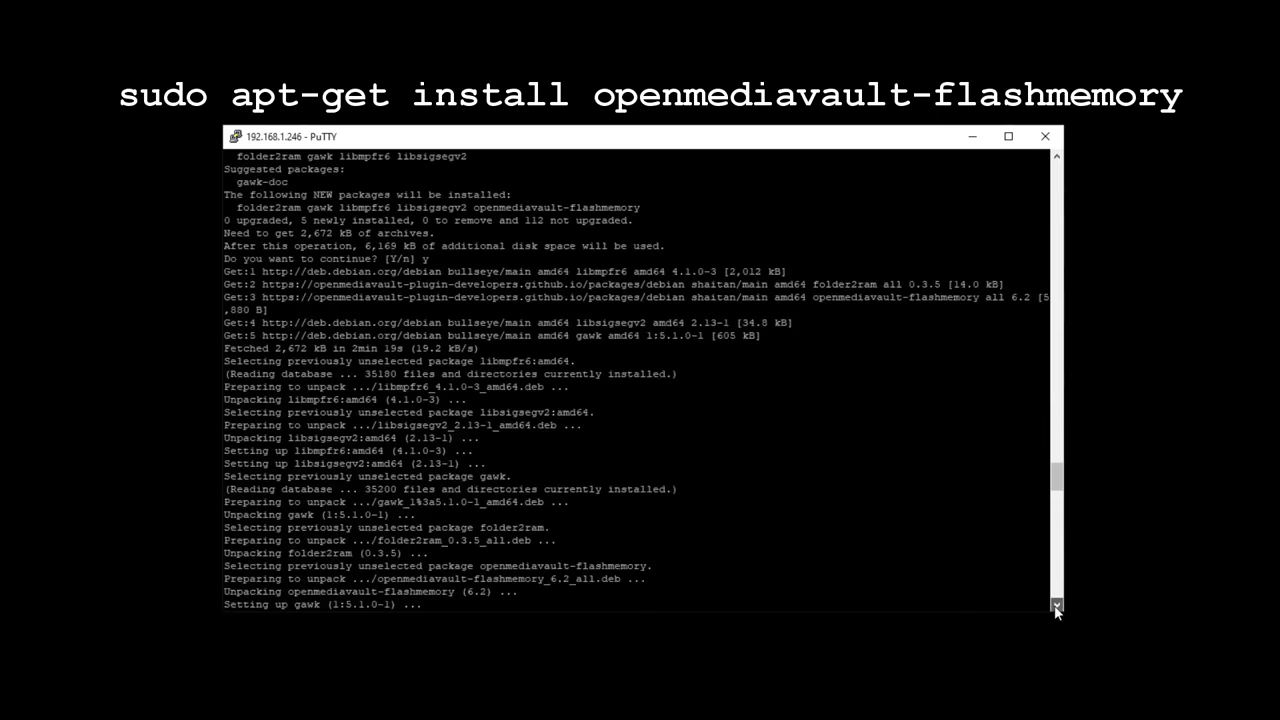 sudo apt-get install openmediavault-flashmemory
192.168.1.246 - PuTTY
folder2ram gawk libmpfr6 libsigsegv2
Suggested packages:
gawk-doc
The following NEW packages will be installed:
folder2ram gawk libmpfr6 libsigsegv2 openmediavault-flashmemory
0 upgraded, 5 newly installed, 0 to remove and 112 not upgraded.
Need to get 2,672 kB of archives.
After this operation, 6,169 kB of additional disk space will be used.
Do you want to continue? [Y/n] y
Get:1 http://deb.debian.org/debian bullseye/main amd64 libmpfr6 amd64 4.1.0-3 [2,012 kB]
Get:2 https://openmediavault-plugin-developers.github.io/packages/debian shaitan/main amd64 folder2ram all 0.3.5 [14.0 kB]
Get:3 https://openmediavault-plugin-developers.github.io/packages/debian shaitan/main amd64 openmediavault-flashmemory all 6.2 [5
,880 B]
Get:4 http://deb.debian.org/debian bullseye/main amd64 libsigsegv2 amd64 2.13-1 [34.8 kB]
Get:5 http://deb.debian.org/debian bullseye/main amd64 gawk amd64 1:5.1.0-1 [605 kB]
Fetched 2,672 kB in 2min 19s (19.2 kB/s)
Selecting previously unselected package libmpfr6:amd64.
(Reading database ... 35180 files and directories currently installed.)
Preparing to unpack .../libmpfr6_4.1.0-3_amd64.deb ...
Unpacking libmpfr6:amd64 (4.1.0-3) ...
Selecting previously unselected package libsigsegv2:amd64.
Preparing to unpack .../libsigsegv2_2.13-1_amd64.deb ...
Unpacking libsigsegv2:amd64 (2.13-1) ...
Setting up libmpfr6:amd64 (4.1.0-3) ...
Setting up libsigsegv2:amd64 (2.13-1) ...
Selecting previously unselected package gawk.
(Reading database ... 35200 files and directories currently installed.)
Preparing to unpack .../gawk_1%3a5.1.0-1_amd64.deb ...
Unpacking gawk (1:5.1.0-1) ...
Selecting previously unselected package folder2ram.
Preparing to unpack .../folder2ram_0.3.5_all.deb ...
Unpacking folder2ram (0.3.5) ...
Selecting previously unselected package openmediavault-flashmemory.
Preparing to unpack .../openmediavault-flashmemory_6.2_all.deb ...
Unpacking openmediavault-flashmemory (6.2) ...
Setting up gawk (1:5.1.0-1) ...